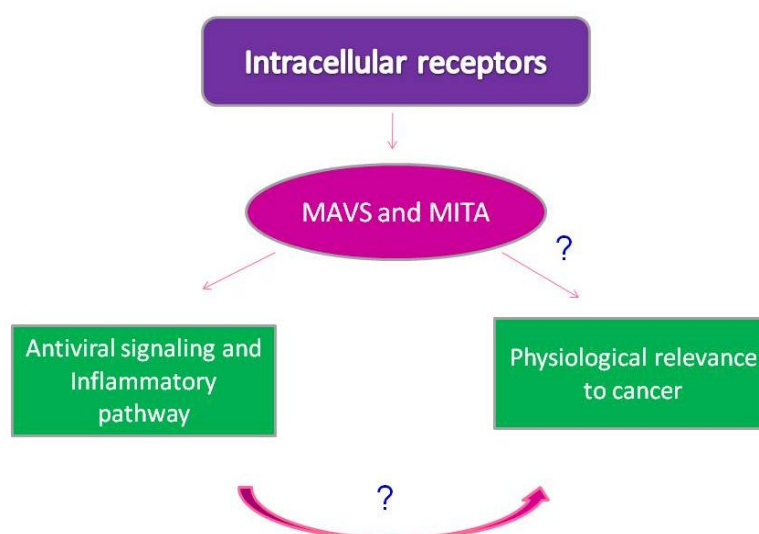 Intracellular receptors
MAVS and MITA
?
Antiviral signaling and
Inflammatory
pathway
Physiological relevance
to cancer
?